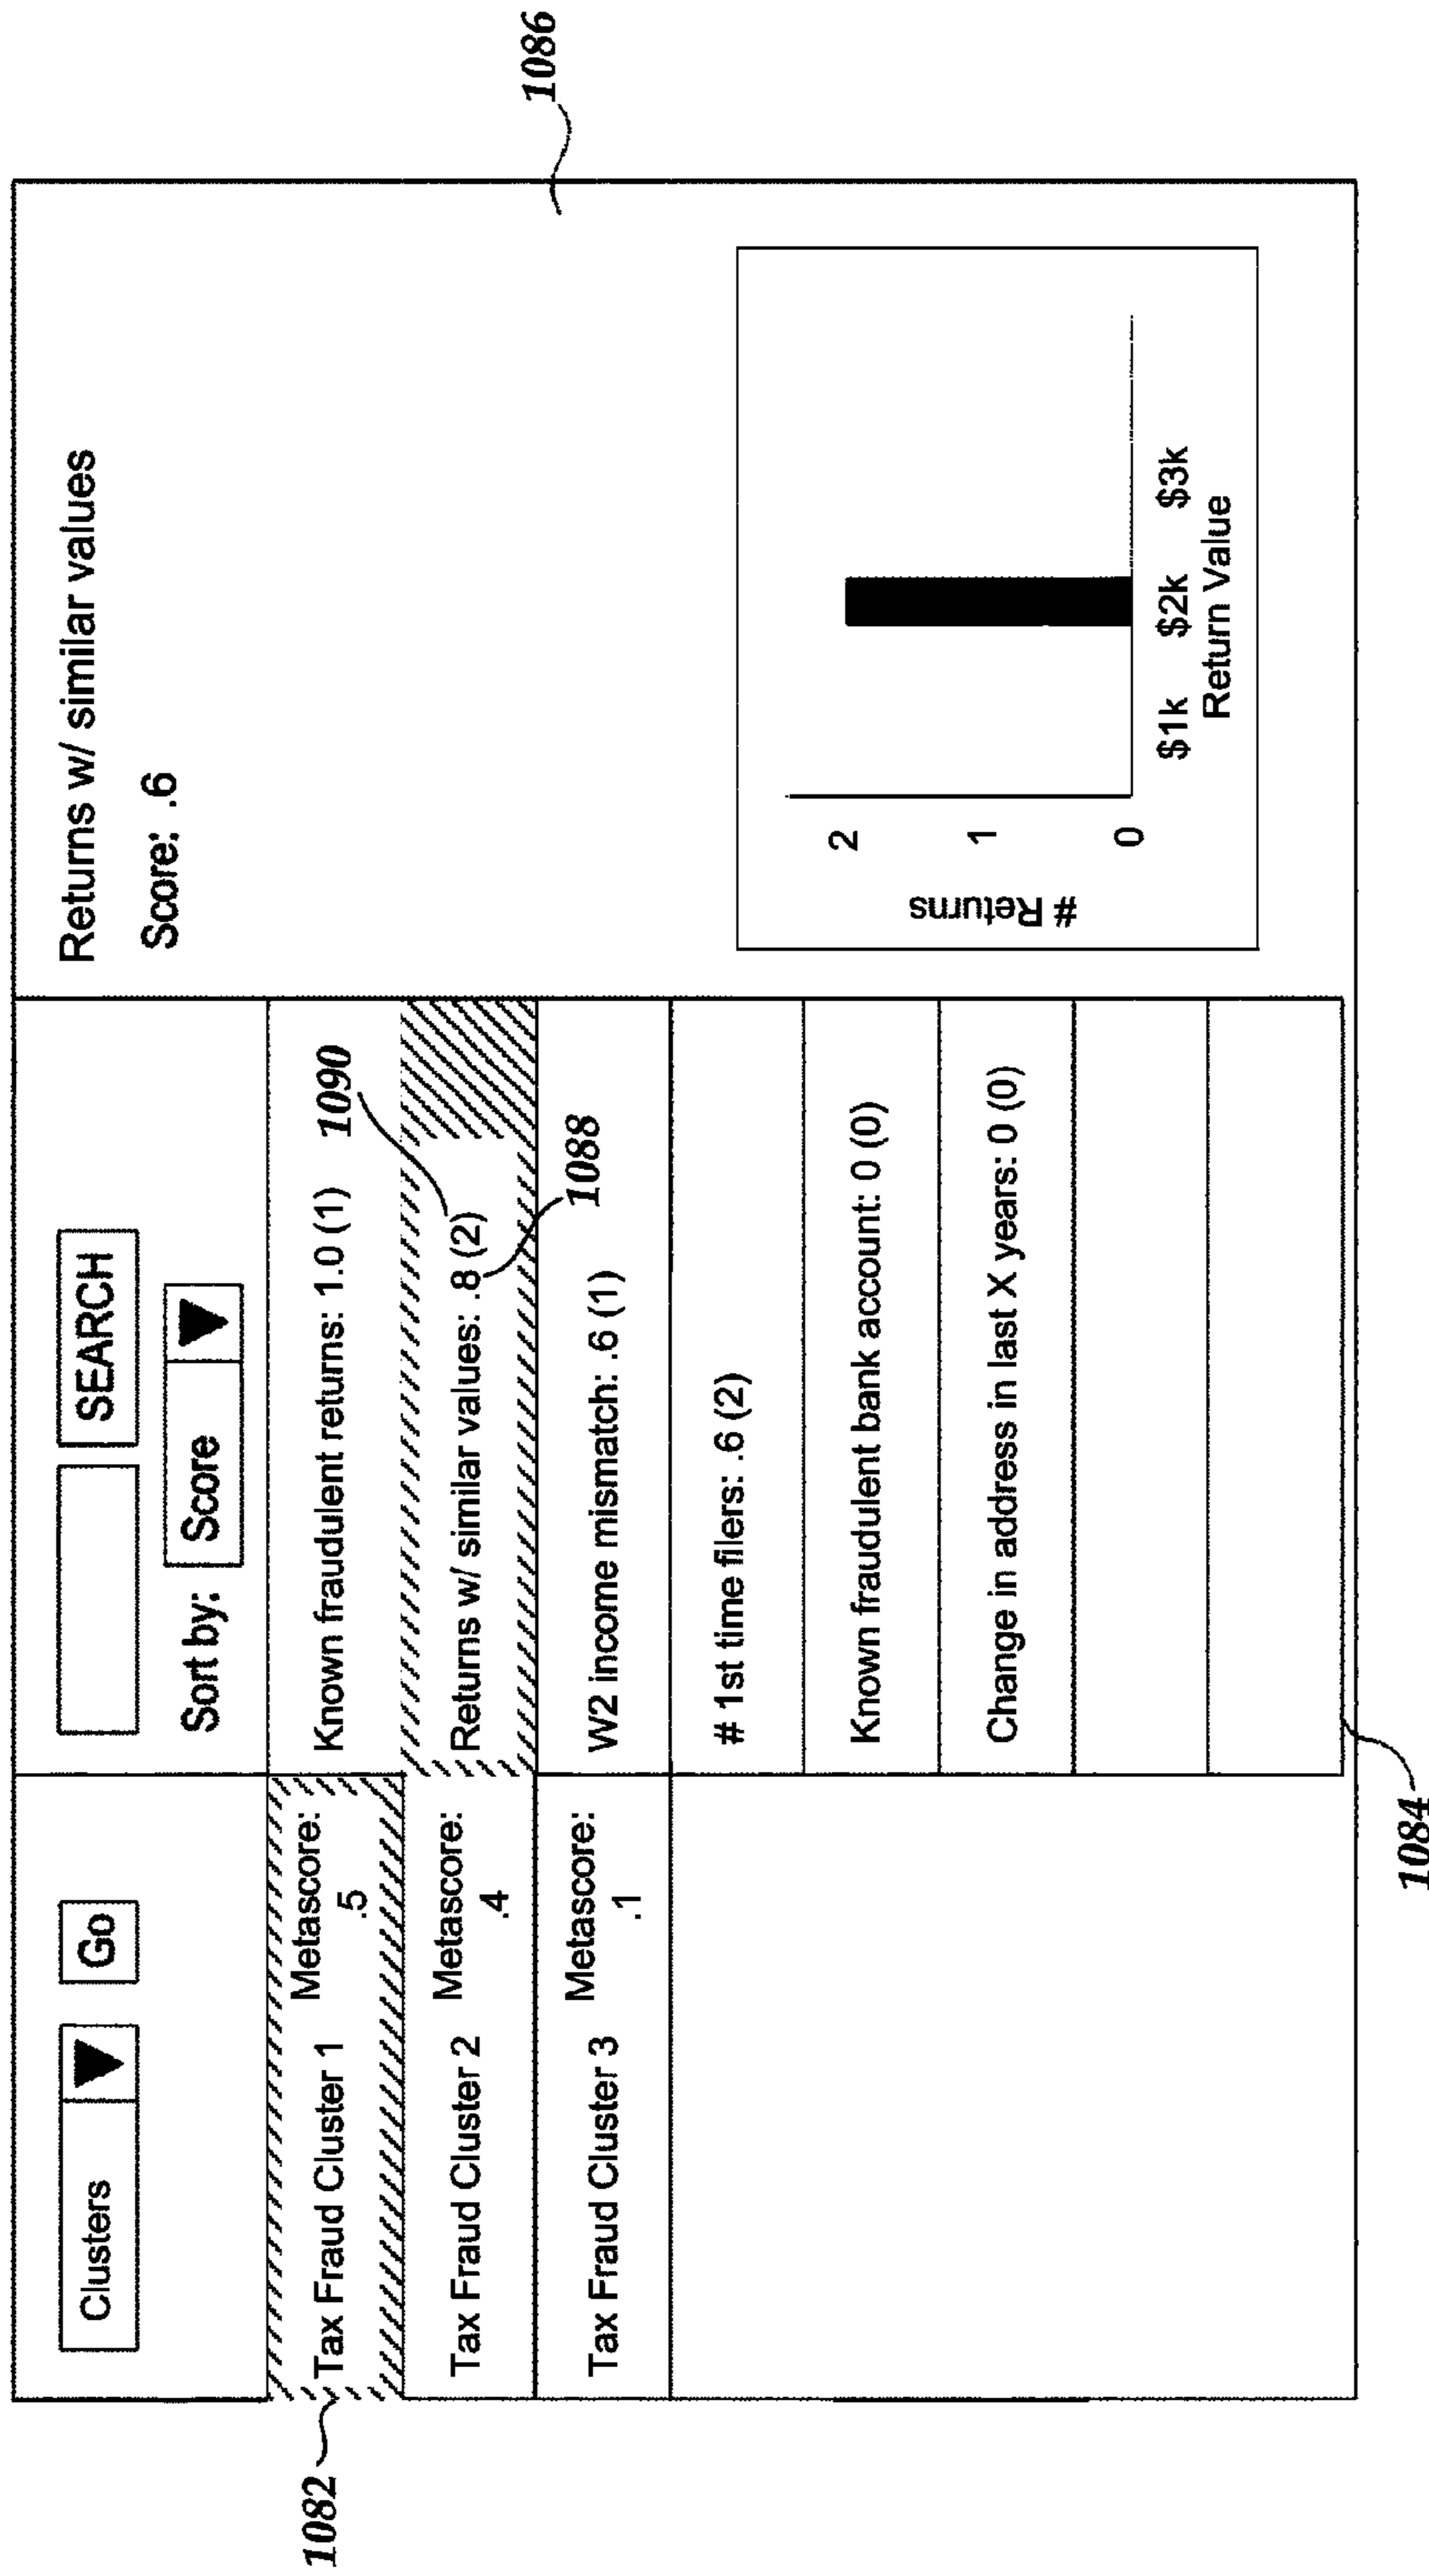 Clusters
Go
SEARCH
Sort by: Score
Returns w/ similar values
Score: .6
1086
1082
Tax Fraud Cluster 1 Metascore: .5
Tax Fraud Cluster 2 Metascore: .4
Tax Fraud Cluster 3 Metascore: .1
Known fraudulent returns: 1.0 (1)
1090
Returns w/ similar values: .8 (2)
1088
W2 income mismatch: .6 (1)
# 1st time filers: .6 (2)
Known fraudulent bank account: 0 (0)
Change in address in last X years: 0 (0)
1084
# Returns
2
1
0
$1k $2k $3k
Return Value